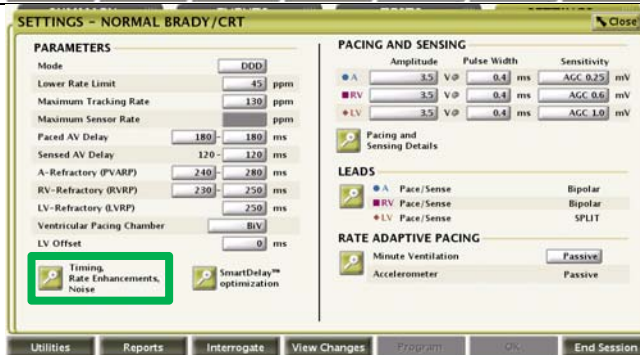 SETTINGS - NORMAL BRADY/CRT
Close
PARAMETERS
Mode DDD
Lower Rate Limit 45 ppm
Maximum Tracking Rate 130 ppm
Maximum Sensor Rate ppm
Paced AV Delay 180 - 180 ms
Sensed AV Delay 120 - 120 ms
A-Refractory (PVARP) 240 - 280 ms
RV-Refractory (RVRP) 230 - 250 ms
LV-Refractory (LVRP) 250 ms
Ventricular Pacing Chamber BiV
LV Offset 0 ms
Timing,
Rate Enhancements,
Noise
SmartDelay™
optimization
PACING AND SENSING
Amplitude Pulse Width Sensitivity
A 3.5 V@ 0.4 ms AGC 0.25 mV
RV 3.5 V@ 0.4 ms AGC 0.6 mV
LV 3.5 V@ 0.4 ms AGC 1.0 mV
Pacing and
Sensing Details
LEADS
A Pace/Sense Bipolar
RV Pace/Sense Bipolar
LV Pace/Sense SPLIT
RATE ADAPTIVE PACING
Minute Ventilation Passive
Accelerometer Passive
Utilities Reports Interrogate View Changes Program OK End Session